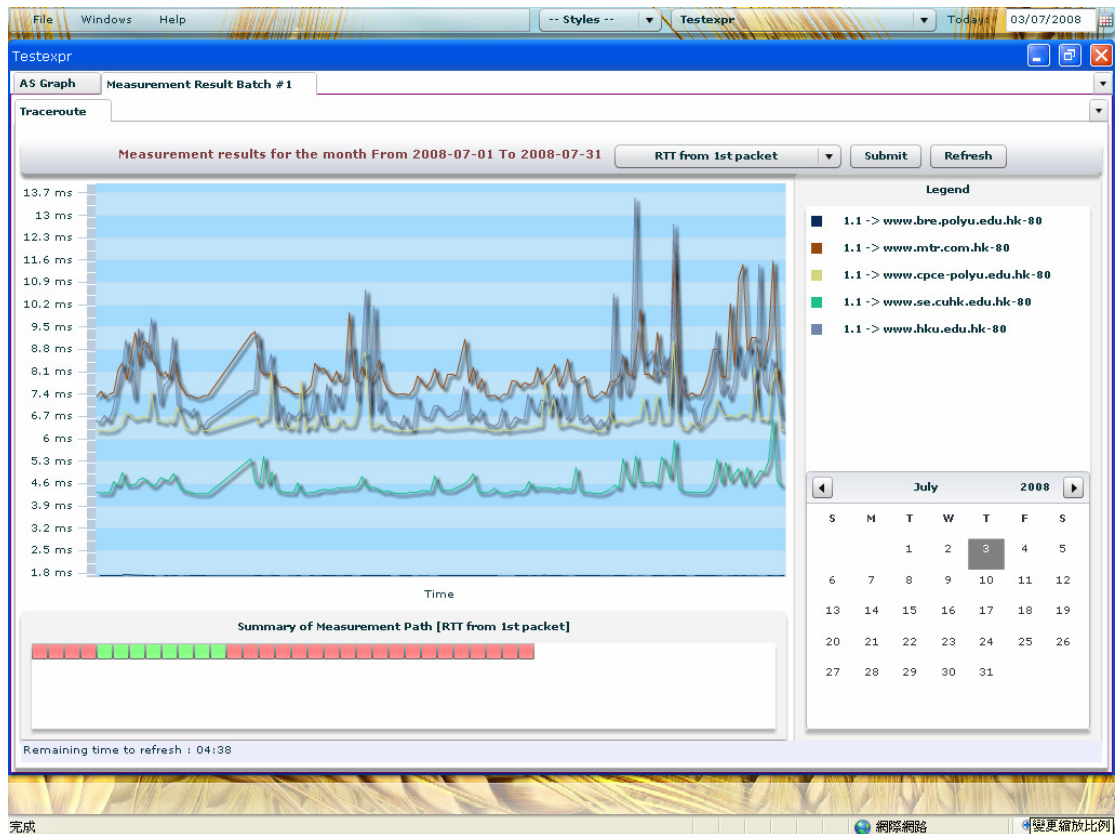 File Windows Help -- Styles -- Testexpr Today: 03/07/2008
Testexpr
AS Graph Measurement Result Batch #1
Traceroute
Measurement results for the month From 2008-07-01 To 2008-07-31 RTT from 1st packet Submit Refresh
13.7 ms
13 ms
12.3 ms
11.6 ms
10.9 ms
10.2 ms
9.5 ms
8.8 ms
8.1 ms
7.4 ms
6.7 ms
6 ms
5.3 ms
4.6 ms
3.9 ms
3.2 ms
2.5 ms
1.8 ms
Time
Legend
1.1 -> www.bre.polyu.edu.hk-80
1.1 -> www.mtr.com.hk-80
1.1 -> www.cpce-polyu.edu.hk-80
1.1 -> www.se.cuhk.edu.hk-80
1.1 -> www.hku.edu.hk-80
July 2008
S M T W T F S
1 2 3 4 5
6 7 8 9 10 11 12
13 14 15 16 17 18 19
20 21 22 23 24 25 26
27 28 29 30 31
Summary of Measurement Path [RTT from 1st packet]
Remaining time to refresh : 04:38
完成 網際網路 變更縮放比例